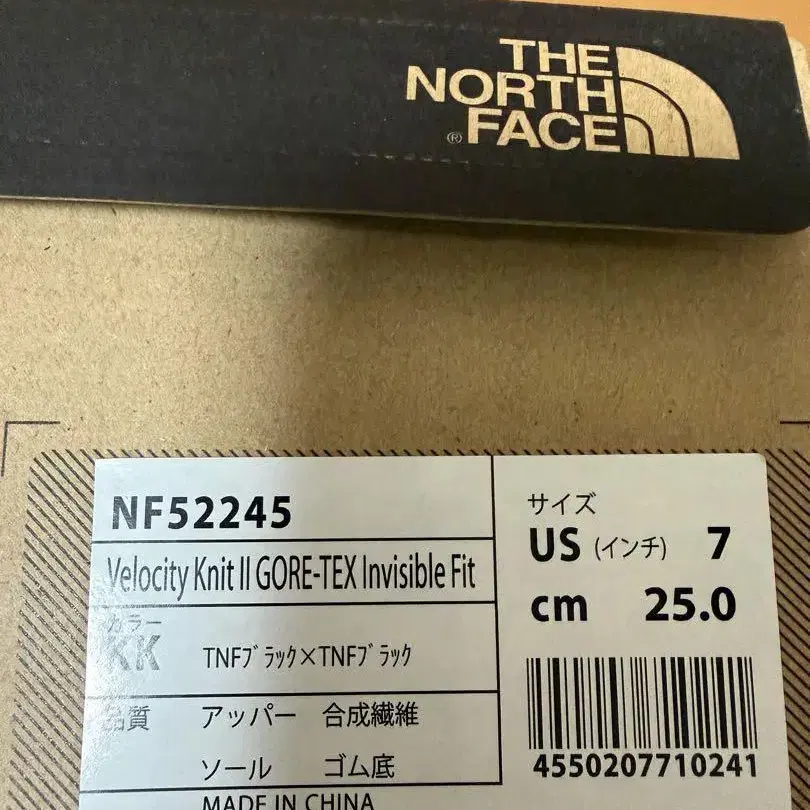 THE
NORTH
® FACE
NF52245
Velocity Knit II GORE-TEX Invisible Fit
カラー
KK TNFﾌﾞﾗｯｸ×TNFﾌﾞﾗｯｸ
品質 アッパー 合成繊維
ソール ゴム底
MADE IN CHINA
サイズ
US (インチ) 7
cm 25.0
4550207710241